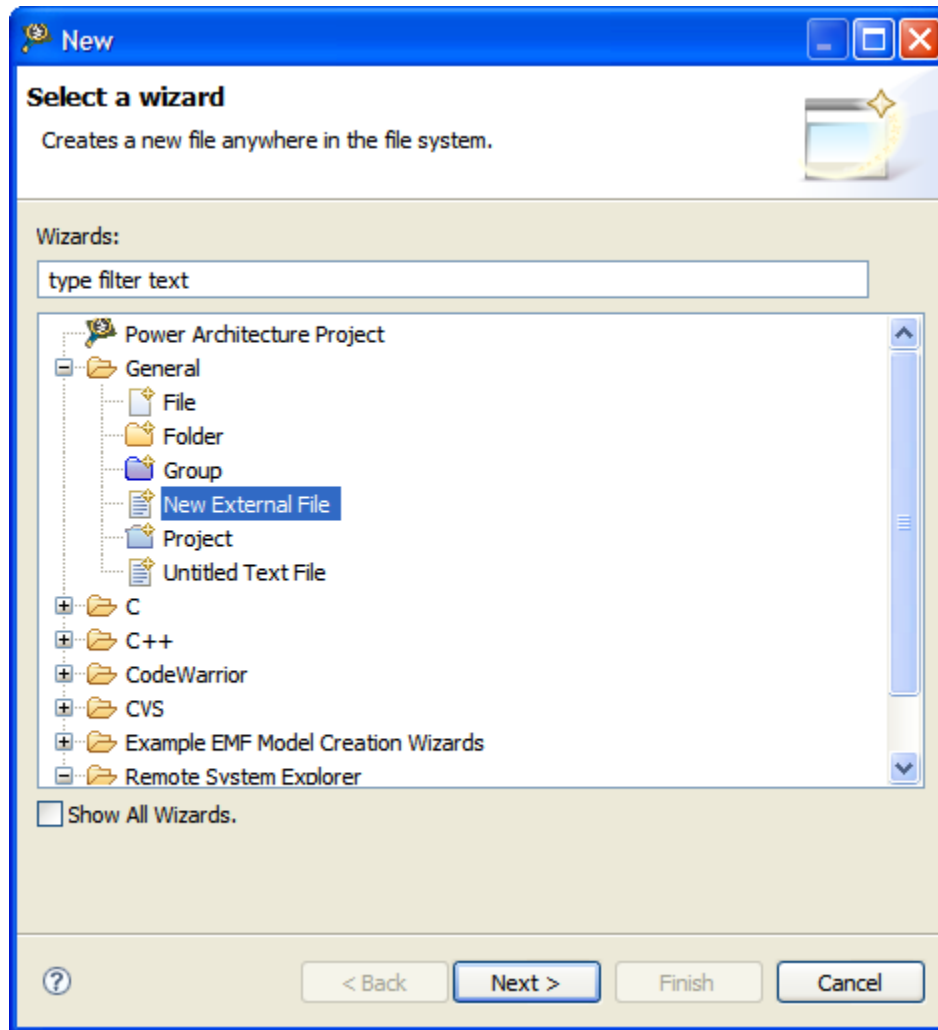 New
Select a wizard
Creates a new file anywhere in the file system.
Wizards:
type filter text
Power Architecture Project
General
File
Folder
Group
New External File
Project
Untitled Text File
C
C++
CodeWarrior
CVS
Example EMF Model Creation Wizards
Remote System Explorer
Show All Wizards.
? < Back Next > Finish Cancel